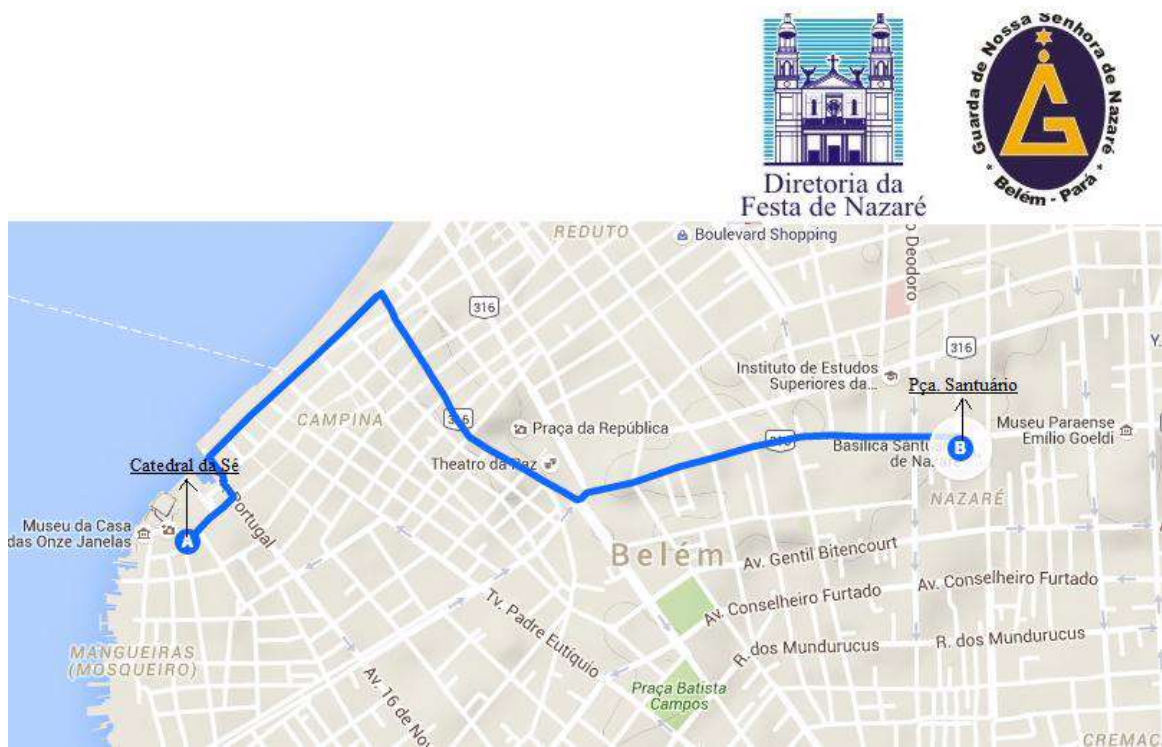 Guarda de Nossa Senhora de Nazaré
* Belém - Pará *
G
Diretoria da
Festa de Nazaré
REDUTO
Boulevard Shopping
Deodoro
316
316
Instituto de Estudos
Superiores da...
Pça. Santuário
CAMPINA
316
Praça da República
316
Museu Paraense
Emílio Goeldi
Catedral da Sé
Theatro da Paz
Basílica
de
B
NAZARÉ
Portugal
Museu da Casa
das Onze Janelas
A
Belém
Av. Gentil Bitencourt
Av. Conselheiro Furtado
Av. Conselheiro Furtado
Tv. Padre Eutíquio
R. dos Mundurucus
R. dos Mundurucus
MANGUEIRAS
(MOSQUEIRO)
Av. 16 de
Praça Batista
Campos
CREMAC